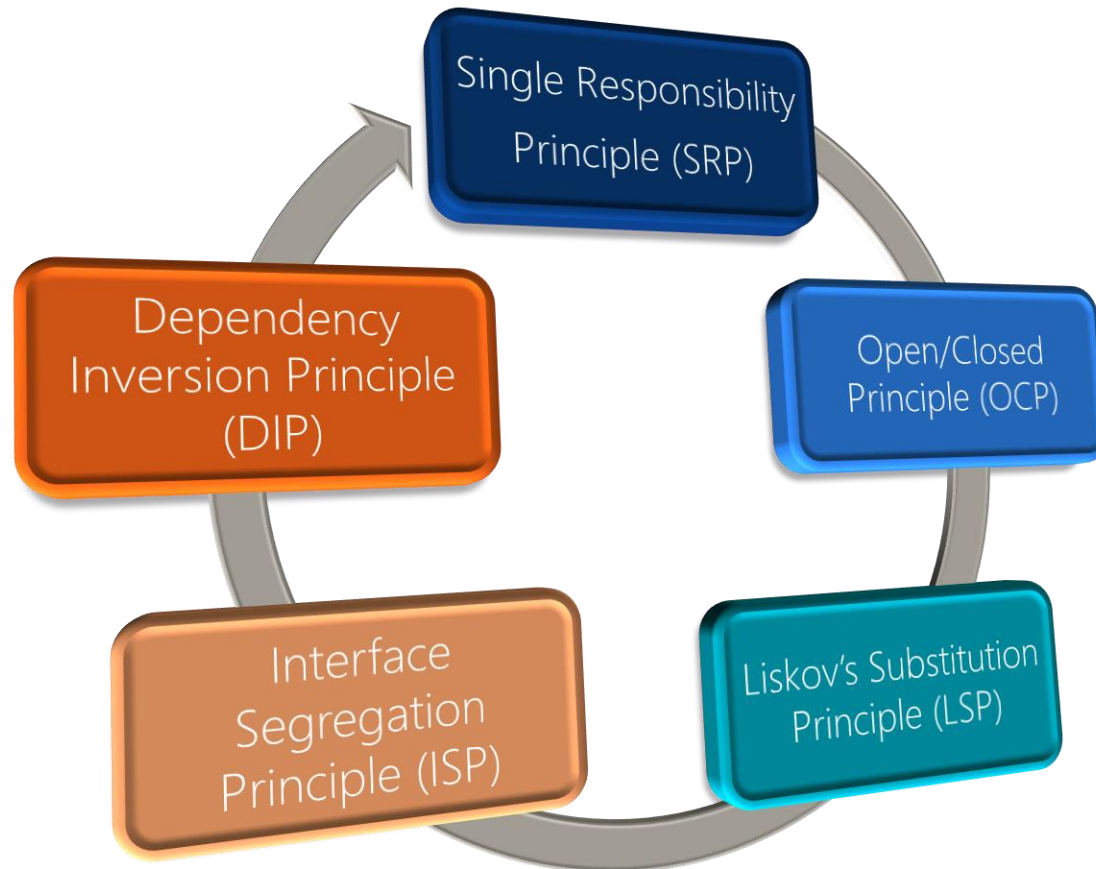 Single Responsibility
Principle (SRP)
Open/Closed
Principle (OCP)
Liskov’s Substitution
Principle (LSP)
Interface
Segregation
Principle (ISP)
Dependency
Inversion Principle
(DIP)